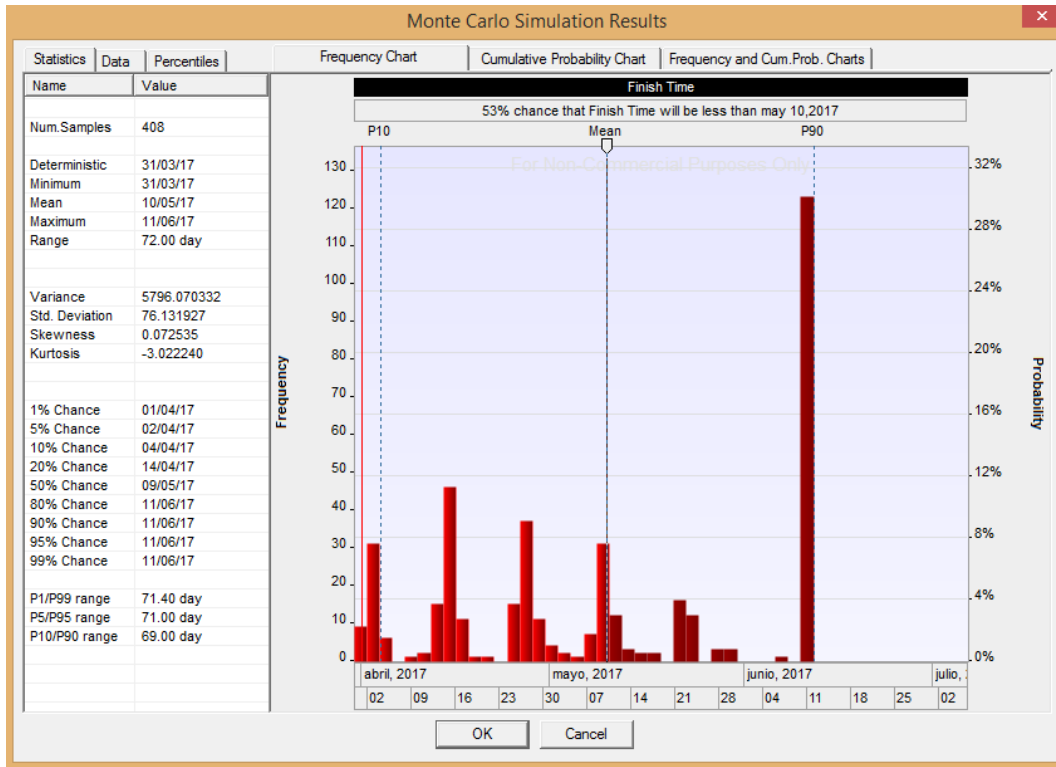 Monte Carlo Simulation Results
Statistics Data Percentiles
Name Value
Num.Samples 408
Deterministic 31/03/17
Minimum 31/03/17
Mean 10/05/17
Maximum 11/06/17
Range 72.00 day
Variance 5796.070332
Std. Deviation 76.131927
Skewness 0.072535
Kurtosis -3.022240
1% Chance 01/04/17
5% Chance 02/04/17
10% Chance 04/04/17
20% Chance 14/04/17
50% Chance 09/05/17
80% Chance 11/06/17
90% Chance 11/06/17
95% Chance 11/06/17
99% Chance 11/06/17
P1/P99 range 71.40 day
P5/P95 range 71.00 day
P10/P90 range 69.00 day
Frequency Chart Cumulative Probability Chart Frequency and Cum.Prob. Charts
Finish Time
53% chance that Finish Time will be less than may 10,2017
P10 Mean P90
For Non-Commercial Purposes Only
130
120
110
100
90
80
70
60
50
40
30
20
10
0
Frequency
32%
28%
24%
20%
16%
12%
8%
4%
0%
Probability
abril, 2017 mayo, 2017 junio, 2017 julio,
02 09 16 23 30 07 14 21 28 04 11 18 25 02
OK Cancel